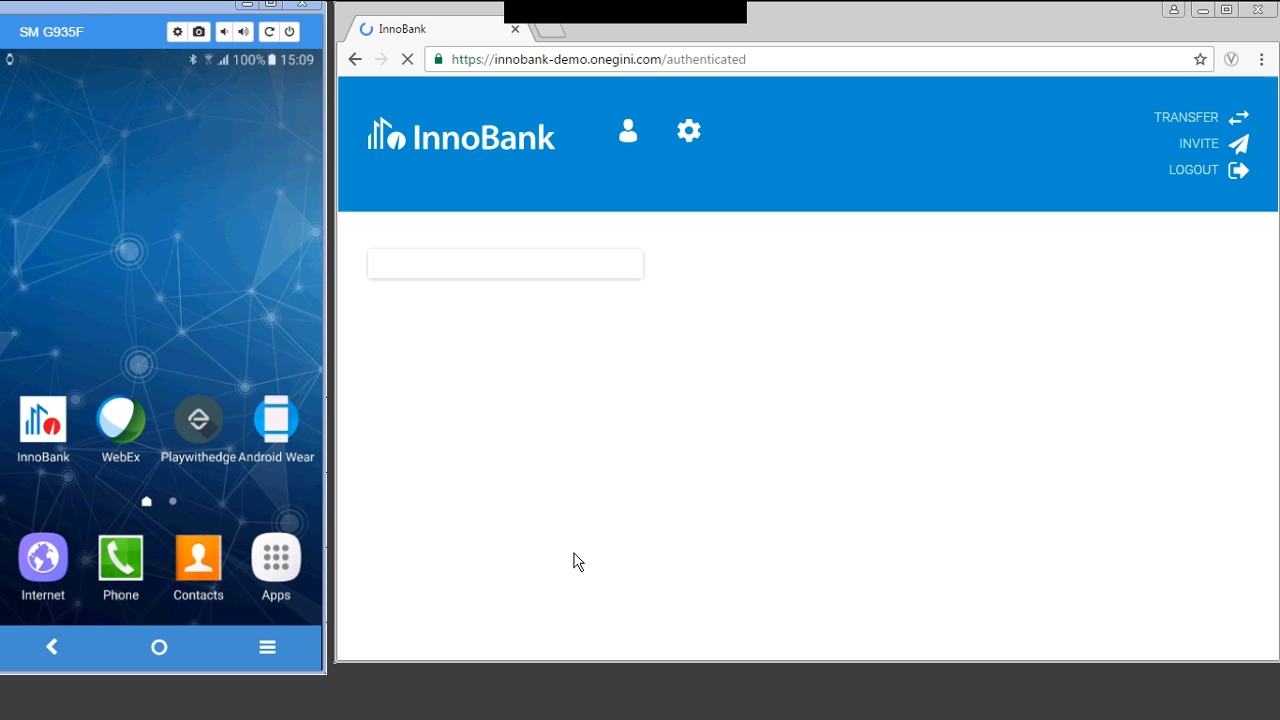 SM G935F
100% 15:09
InnoBank
WebEx
Playwithedge
Android Wear
Internet
Phone
Contacts
Apps
InnoBank
https://innobank-demo.onegini.com/authenticated
V
InnoBank
TRANSFER
INVITE
LOGOUT